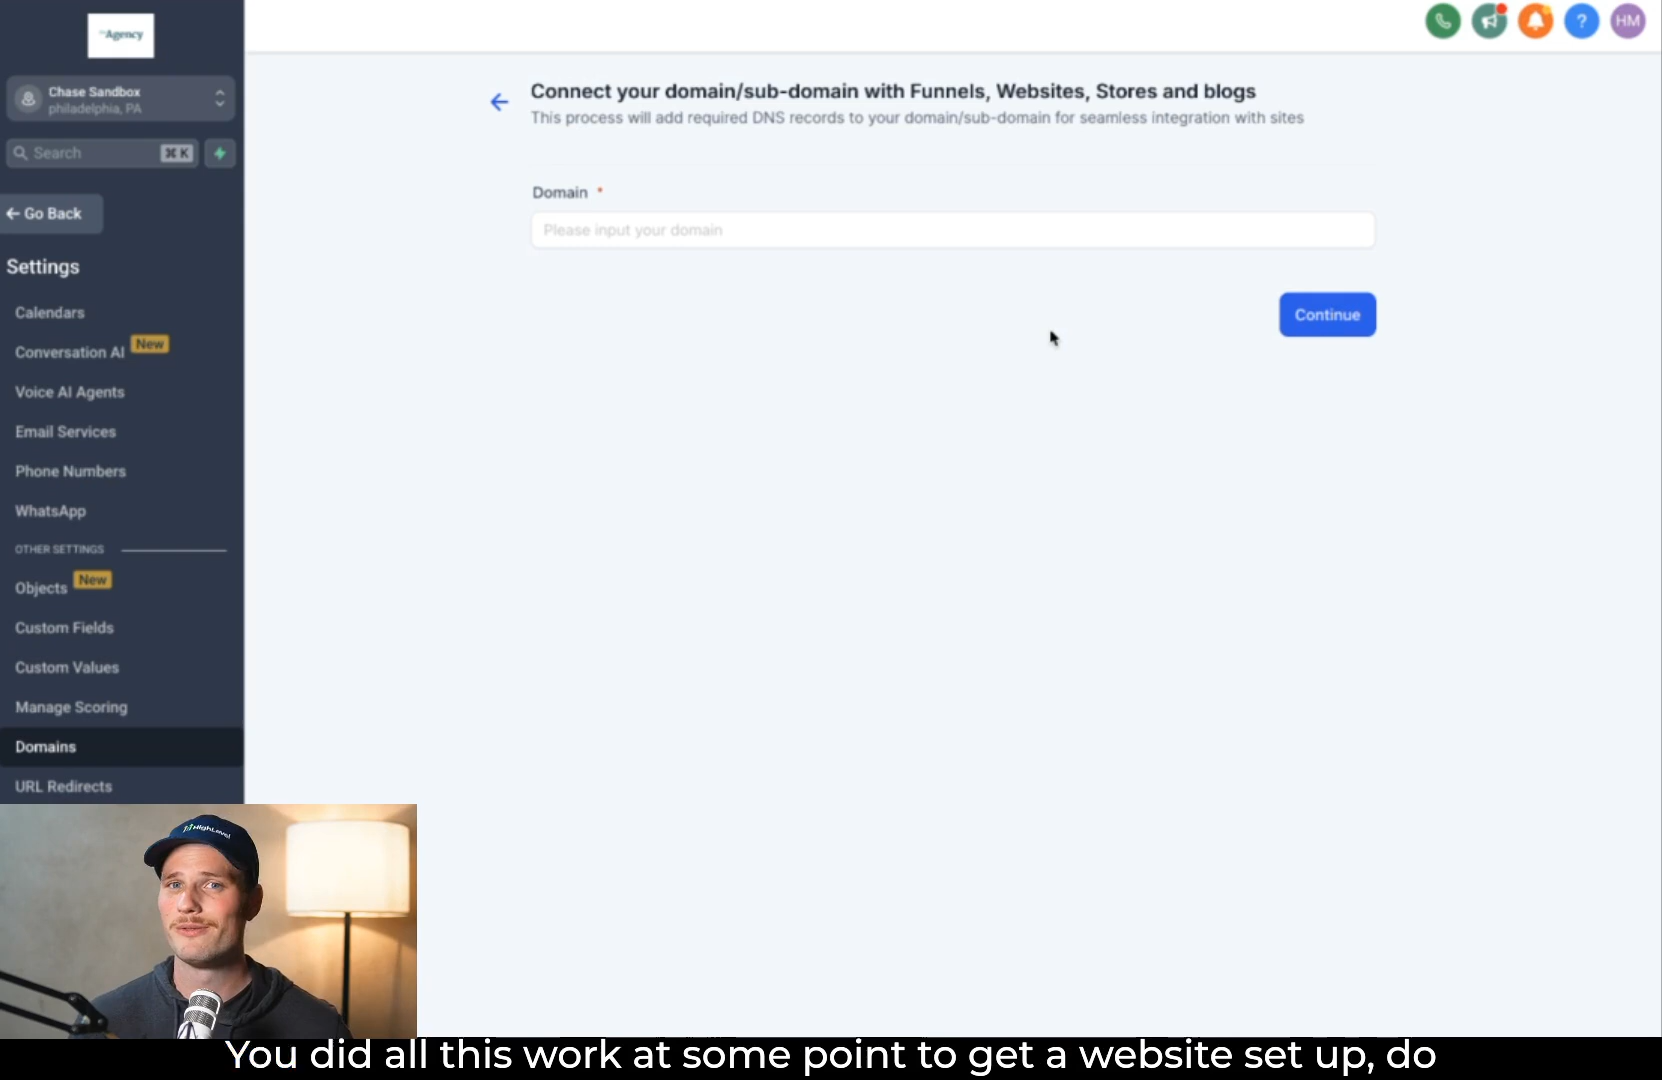 Agency
Chase Sandbox
philadelphia, PA
Search
⌘ K
← Go Back
Settings
Calendars
Conversation AI New
Voice AI Agents
Email Services
Phone Numbers
WhatsApp
OTHER SETTINGS
Objects New
Custom Fields
Custom Values
Manage Scoring
Domains
URL Redirects
?
HM
Connect your domain/sub-domain with Funnels, Websites, Stores and blogs
This process will add required DNS records to your domain/sub-domain for seamless integration with sites
Domain *
Please input your domain
Continue
HighLevel
You did all this work at some point to get a website set up, do